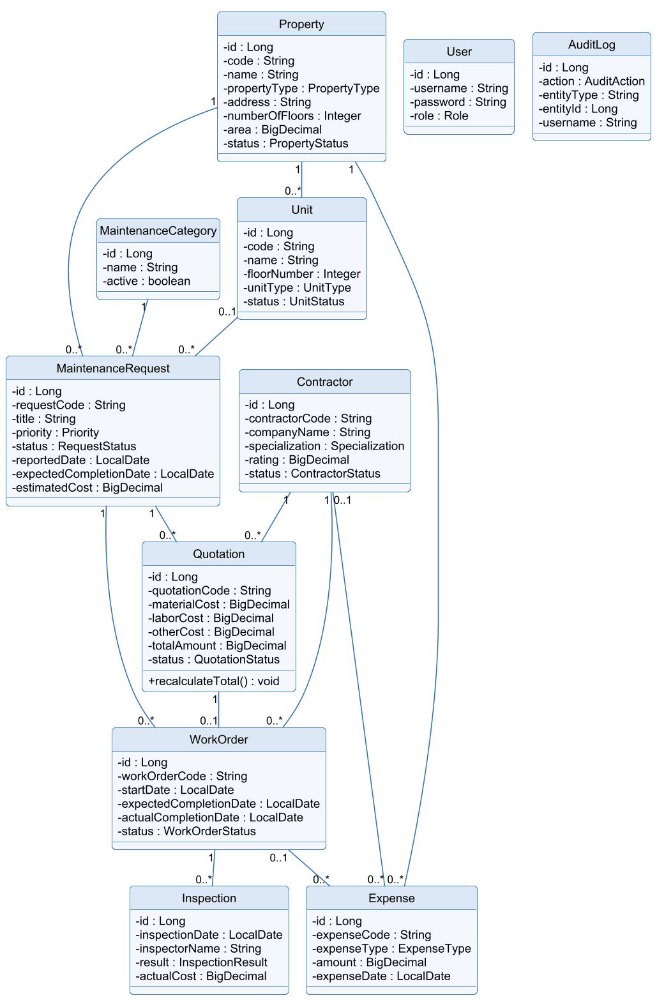 Property
-id : Long
-code : String
-name : String
-propertyType : PropertyType
-address : String
-numberOfFloors : Integer
-area : BigDecimal
-status : PropertyStatus
User
-id : Long
-username : String
-password : String
-role : Role
AuditLog
-id : Long
-action : AuditAction
-entityType : String
-entityId : Long
-username : String
1
1
1
0..*
Unit
-id : Long
-code : String
-name : String
-floorNumber : Integer
-unitType : UnitType
-status : UnitStatus
MaintenanceCategory
-id : Long
-name : String
-active : boolean
1
0..1
0..*
0..*
0..*
MaintenanceRequest
-id : Long
-requestCode : String
-title : String
-priority : Priority
-status : RequestStatus
-reportedDate : LocalDate
-expectedCompletionDate : LocalDate
-estimatedCost : BigDecimal
Contractor
-id : Long
-contractorCode : String
-companyName : String
-specialization : Specialization
-rating : BigDecimal
-status : ContractorStatus
1
1
1
1
0..1
0..*
0..*
Quotation
-id : Long
-quotationCode : String
-materialCost : BigDecimal
-laborCost : BigDecimal
-otherCost : BigDecimal
-totalAmount : BigDecimal
-status : QuotationStatus
+recalculateTotal() : void
1
0..*
0..1
0..*
WorkOrder
-id : Long
-workOrderCode : String
-startDate : LocalDate
-expectedCompletionDate : LocalDate
-actualCompletionDate : LocalDate
-status : WorkOrderStatus
1
0..1
0..*
0..*
0..*
0..*
Inspection
-id : Long
-inspectionDate : LocalDate
-inspectorName : String
-result : InspectionResult
-actualCost : BigDecimal
Expense
-id : Long
-expenseCode : String
-expenseType : ExpenseType
-amount : BigDecimal
-expenseDate : LocalDate